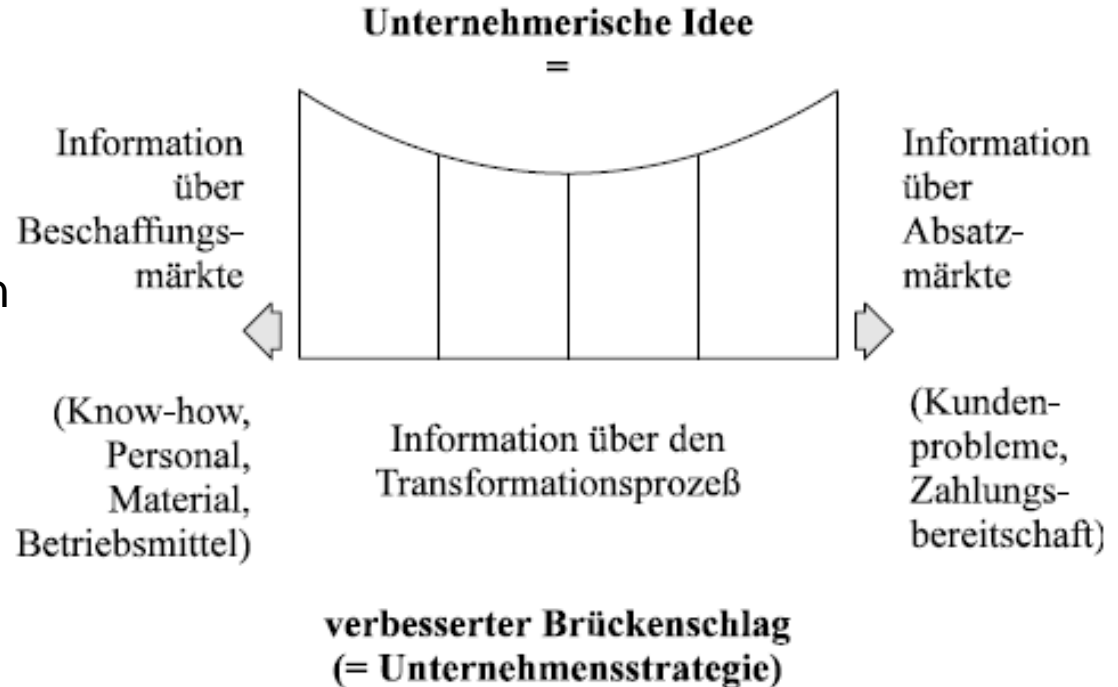 Unternehmerische Idee
=
Information
über
Beschaffungs-
märkte
n
Information
über
Absatz-
märkte
(Know-how,
Personal,
Material,
Betriebsmittel)
Information über den
Transformationsprozeß
(Kunden-
probleme,
Zahlungs-
bereitschaft)
verbesserter Brückenschlag
(= Unternehmensstrategie)